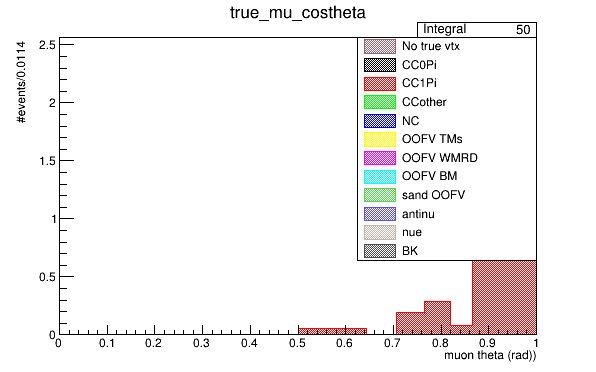 true_mu_costheta
Integral 50
#events/0.0114
2.5
2
1.5
1
0.5
0
No true vtx
CC0Pi
CC1Pi
CCother
NC
OOFV TMs
OOFV WMRD
OOFV BM
sand OOFV
antinu
nue
BK
0 0.1 0.2 0.3 0.4 0.5 0.6 0.7 0.8 0.9 1
muon theta (rad))